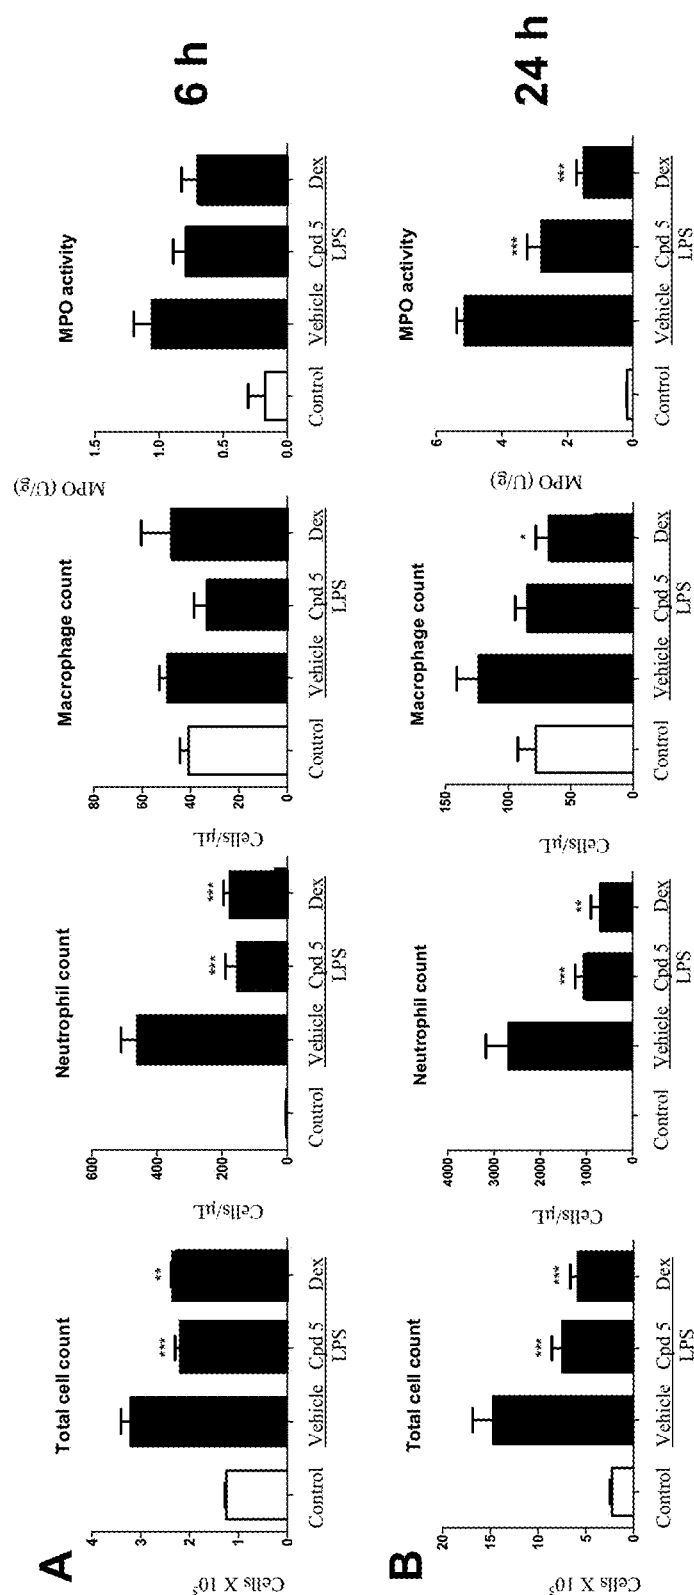 A
Total cell count
Cells X 10⁵
4
3
2
1
0
***
**
Control
Vehicle
Cpd 5
Dex
LPS
Neutrophil count
Cells/μL
600
400
200
0
***
***
Control
Vehicle
Cpd 5
Dex
LPS
Macrophage count
Cells/μL
80
60
40
20
0
Control
Vehicle
Cpd 5
Dex
LPS
MPO activity
MPO (U/g)
1.5
1.0
0.5
0.0
Control
Vehicle
Cpd 5
Dex
LPS
6 h
B
Total cell count
Cells X 10⁵
20
15
10
5
0
***
***
Control
Vehicle
Cpd 5
Dex
LPS
Neutrophil count
Cells/μL
4000
3000
2000
1000
0
***
**
Control
Vehicle
Cpd 5
Dex
LPS
Macrophage count
Cells/μL
150
100
50
0
*
Control
Vehicle
Cpd 5
Dex
LPS
MPO activity
MPO (U/g)
6
4
2
0
***
***
Control
Vehicle
Cpd 5
Dex
LPS
24 h